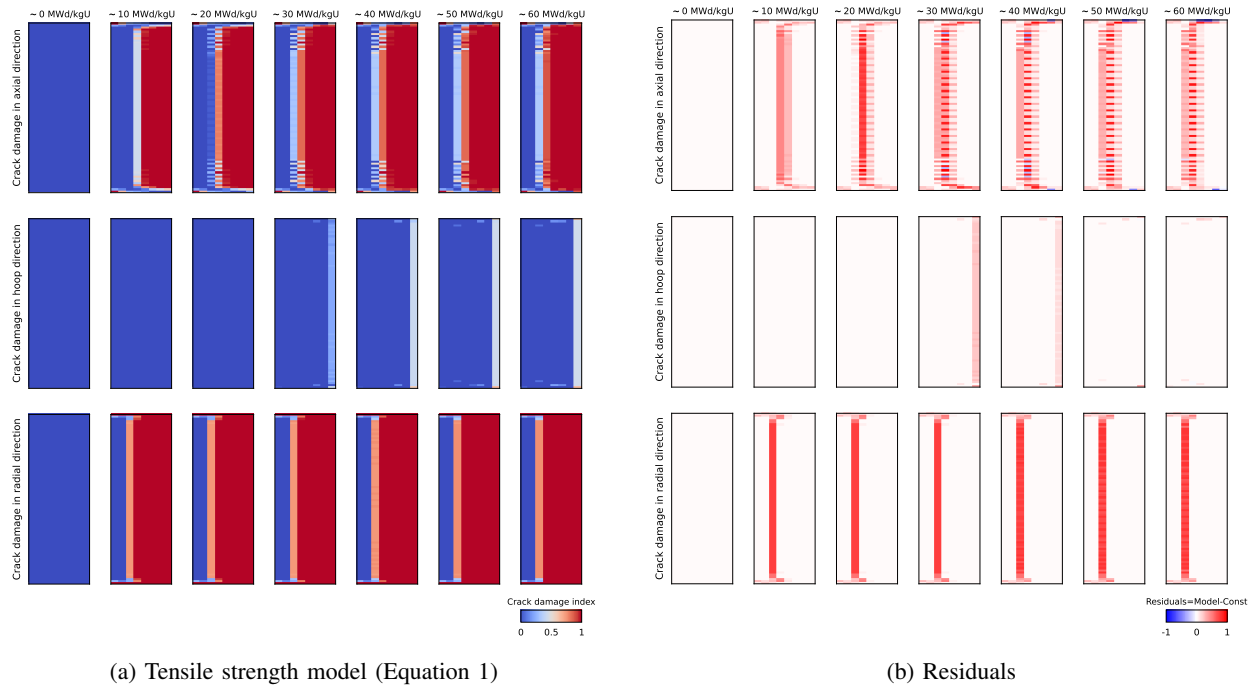 ~ 0 MWd/kgU ~ 10 MWd/kgU ~ 20 MWd/kgU ~ 30 MWd/kgU ~ 40 MWd/kgU ~ 50 MWd/kgU ~ 60 MWd/kgU
Crack damage in axial direction
Crack damage in hoop direction
Crack damage in radial direction
Crack damage index
0 0.5 1
(a) Tensile strength model (Equation 1)
~ 0 MWd/kgU ~ 10 MWd/kgU ~ 20 MWd/kgU ~ 30 MWd/kgU ~ 40 MWd/kgU ~ 50 MWd/kgU ~ 60 MWd/kgU
Crack damage in axial direction
Crack damage in hoop direction
Crack damage in radial direction
Residuals=Model-Const
-1 0 1
(b) Residuals